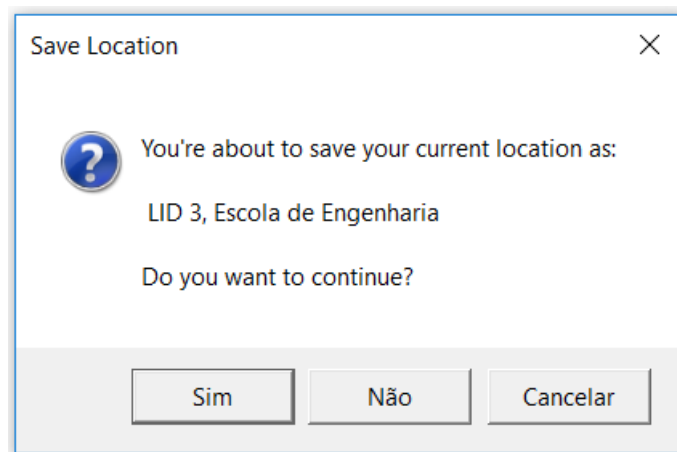 Save Location
You're about to save your current location as:
LID 3, Escola de Engenharia
Do you want to continue?
Sim
Não
Cancelar